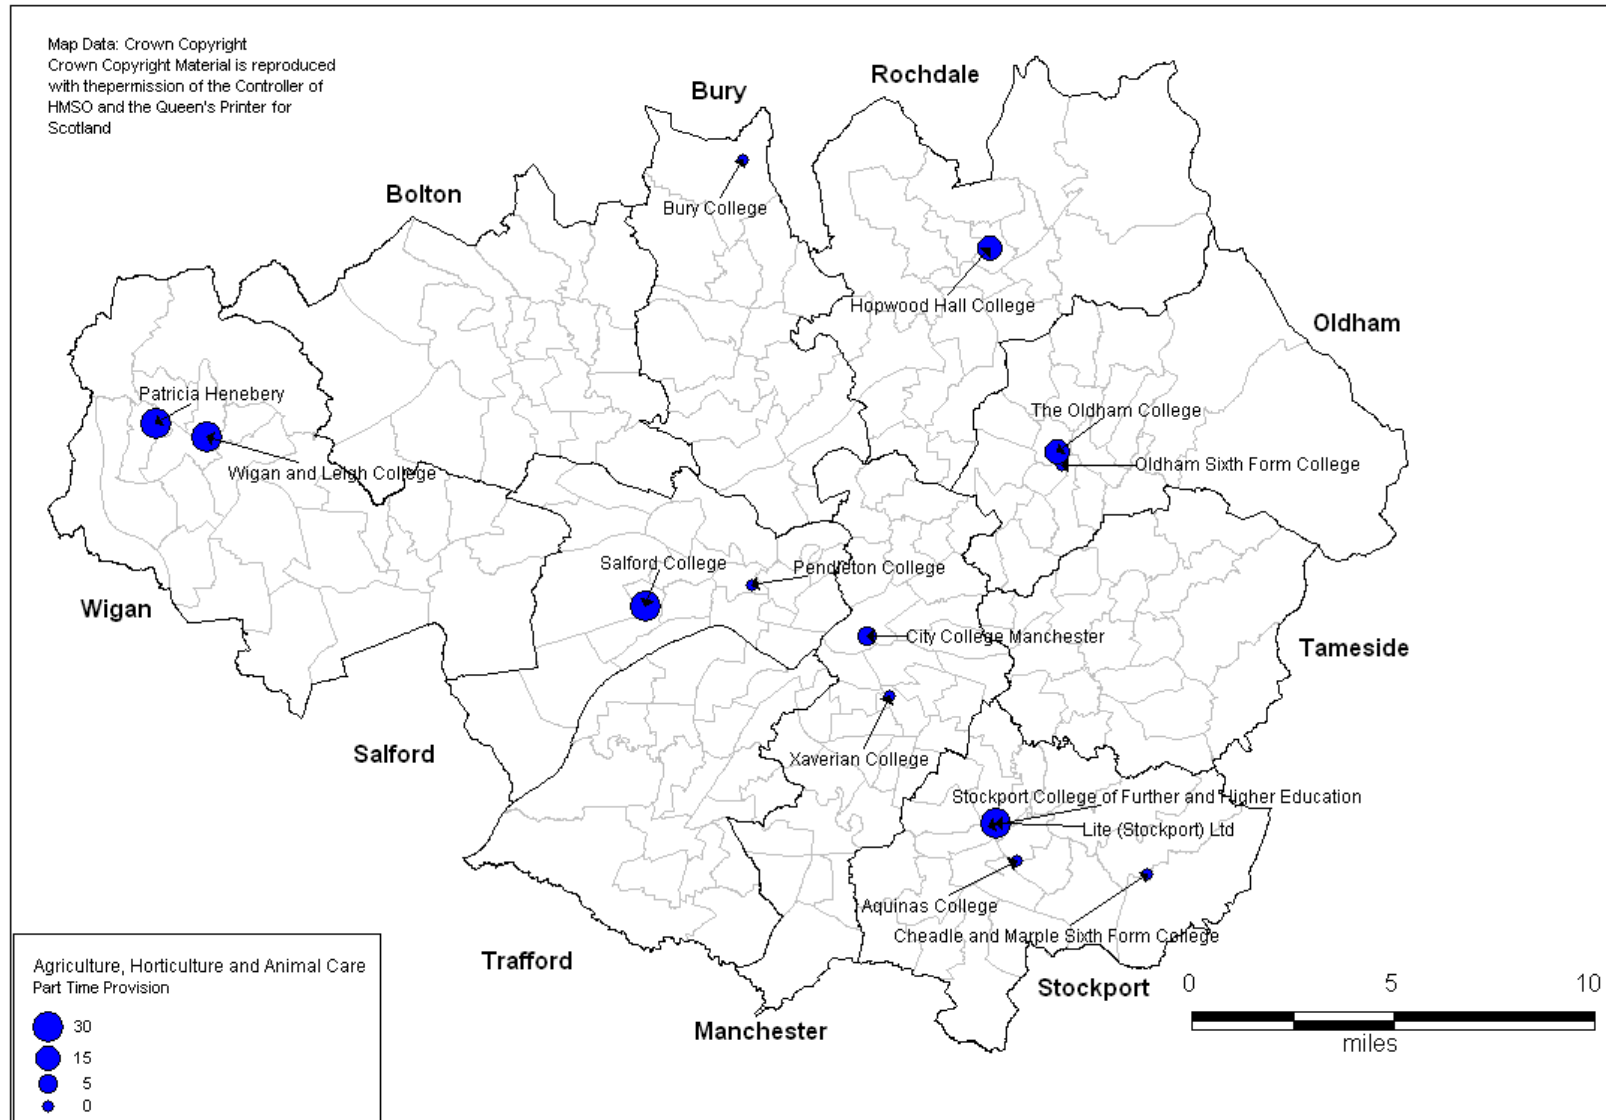 Map Data: Crown Copyright
Crown Copyright Material is reproduced
with thepermission of the Controller of
HMSO and the Queen's Printer for
Scotland
Rochdale
Bury
Bolton
Bury College
Hopwood Hall College
Oldham
Patricia Henebery
The Oldham College
Wigan and Leigh College
Oldham Sixth Form College
Salford College
Pendleton College
Wigan
City College Manchester
Tameside
Salford
Xaverian College
Stockport College of Further and Higher Education
Lite (Stockport) Ltd
Aquinas College
Cheadle and Marple Sixth Form College
Trafford
Stockport
Manchester
0 5 10
miles
Agriculture, Horticulture and Animal Care
Part Time Provision
30
15
5
0